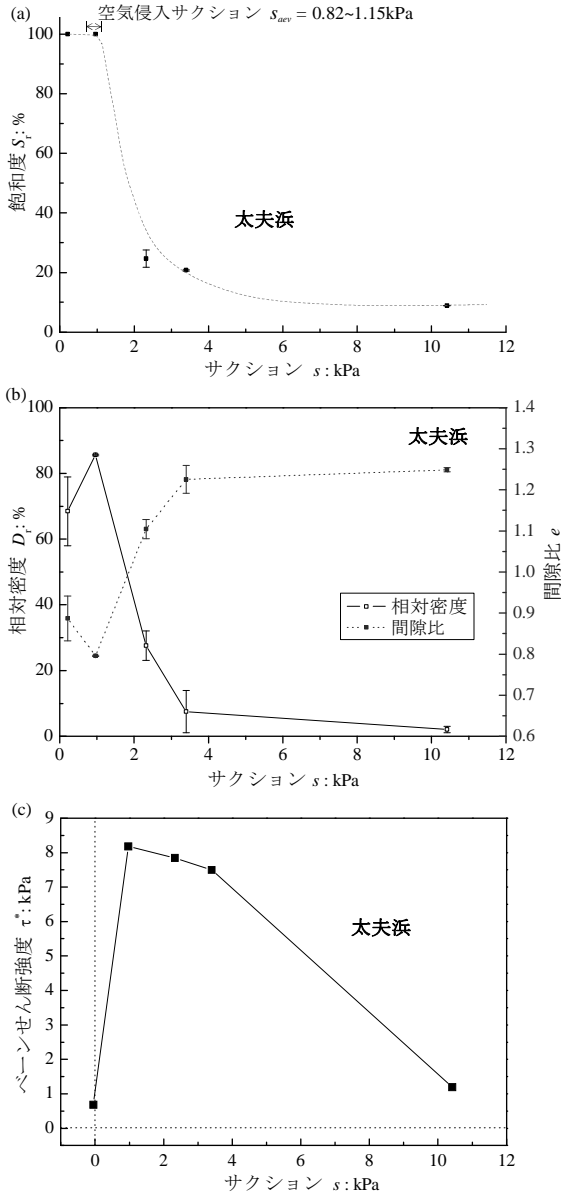 (a)
空気侵入サクション s_aev = 0.82~1.15kPa
100
80
60
40
20
0
飽和度 S_r: %
太夫浜
0 2 4 6 8 10 12
サクション s : kPa
(b)
100
80
60
40
20
0
相対密度 D_r: %
太夫浜
相対密度
間隙比
1.4
1.3
1.2
1.1
1.0
0.9
0.8
0.7
0.6
間隙比 e
0 2 4 6 8 10 12
サクション s : kPa
(c)
9
8
7
6
5
4
3
2
1
0
ベーンせん断強度 τ*: kPa
太夫浜
0 2 4 6 8 10 12
サクション s : kPa